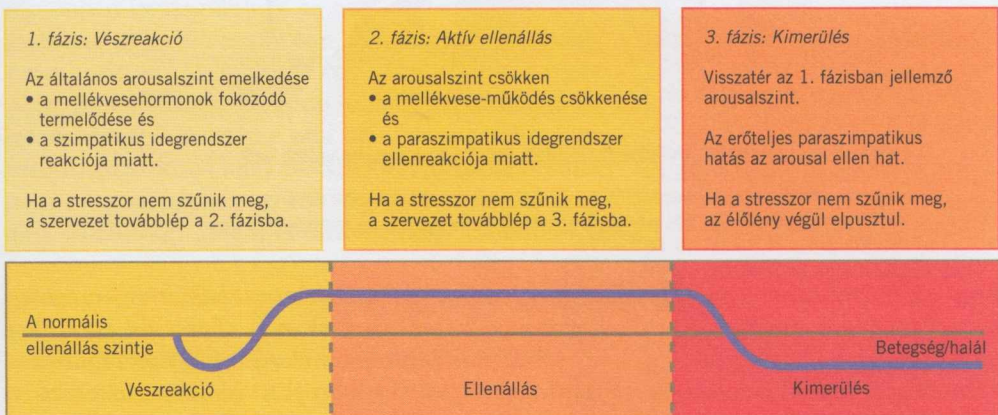 1. fázis: Vészreakció
Az általános arousalszint emelkedése
• a mellékvesehormonok fokozódó
termelődése és
• a szimpatikus idegrendszer
reakciója miatt.
Ha a stresszor nem szűnik meg,
a szervezet továbblép a 2. fázisba.
2. fázis: Aktív ellenállás
Az arousalszint csökken
• a mellékvese-működés csökkenése
és
• a paraszimpatikus idegrendszer
ellenreakciója miatt.
Ha a stresszor nem szűnik meg,
a szervezet továbblép a 3. fázisba.
3. fázis: Kimerülés
Visszatér az 1. fázisban jellemző
arousalszint.
Az erőteljes paraszimpatikus
hatás az arousal ellen hat.
Ha a stresszor nem szűnik meg,
az élőlény végül elpusztul.
A normális
ellenállás szintje
Betegség/halál
Vészreakció
Ellenállás
Kimerülés